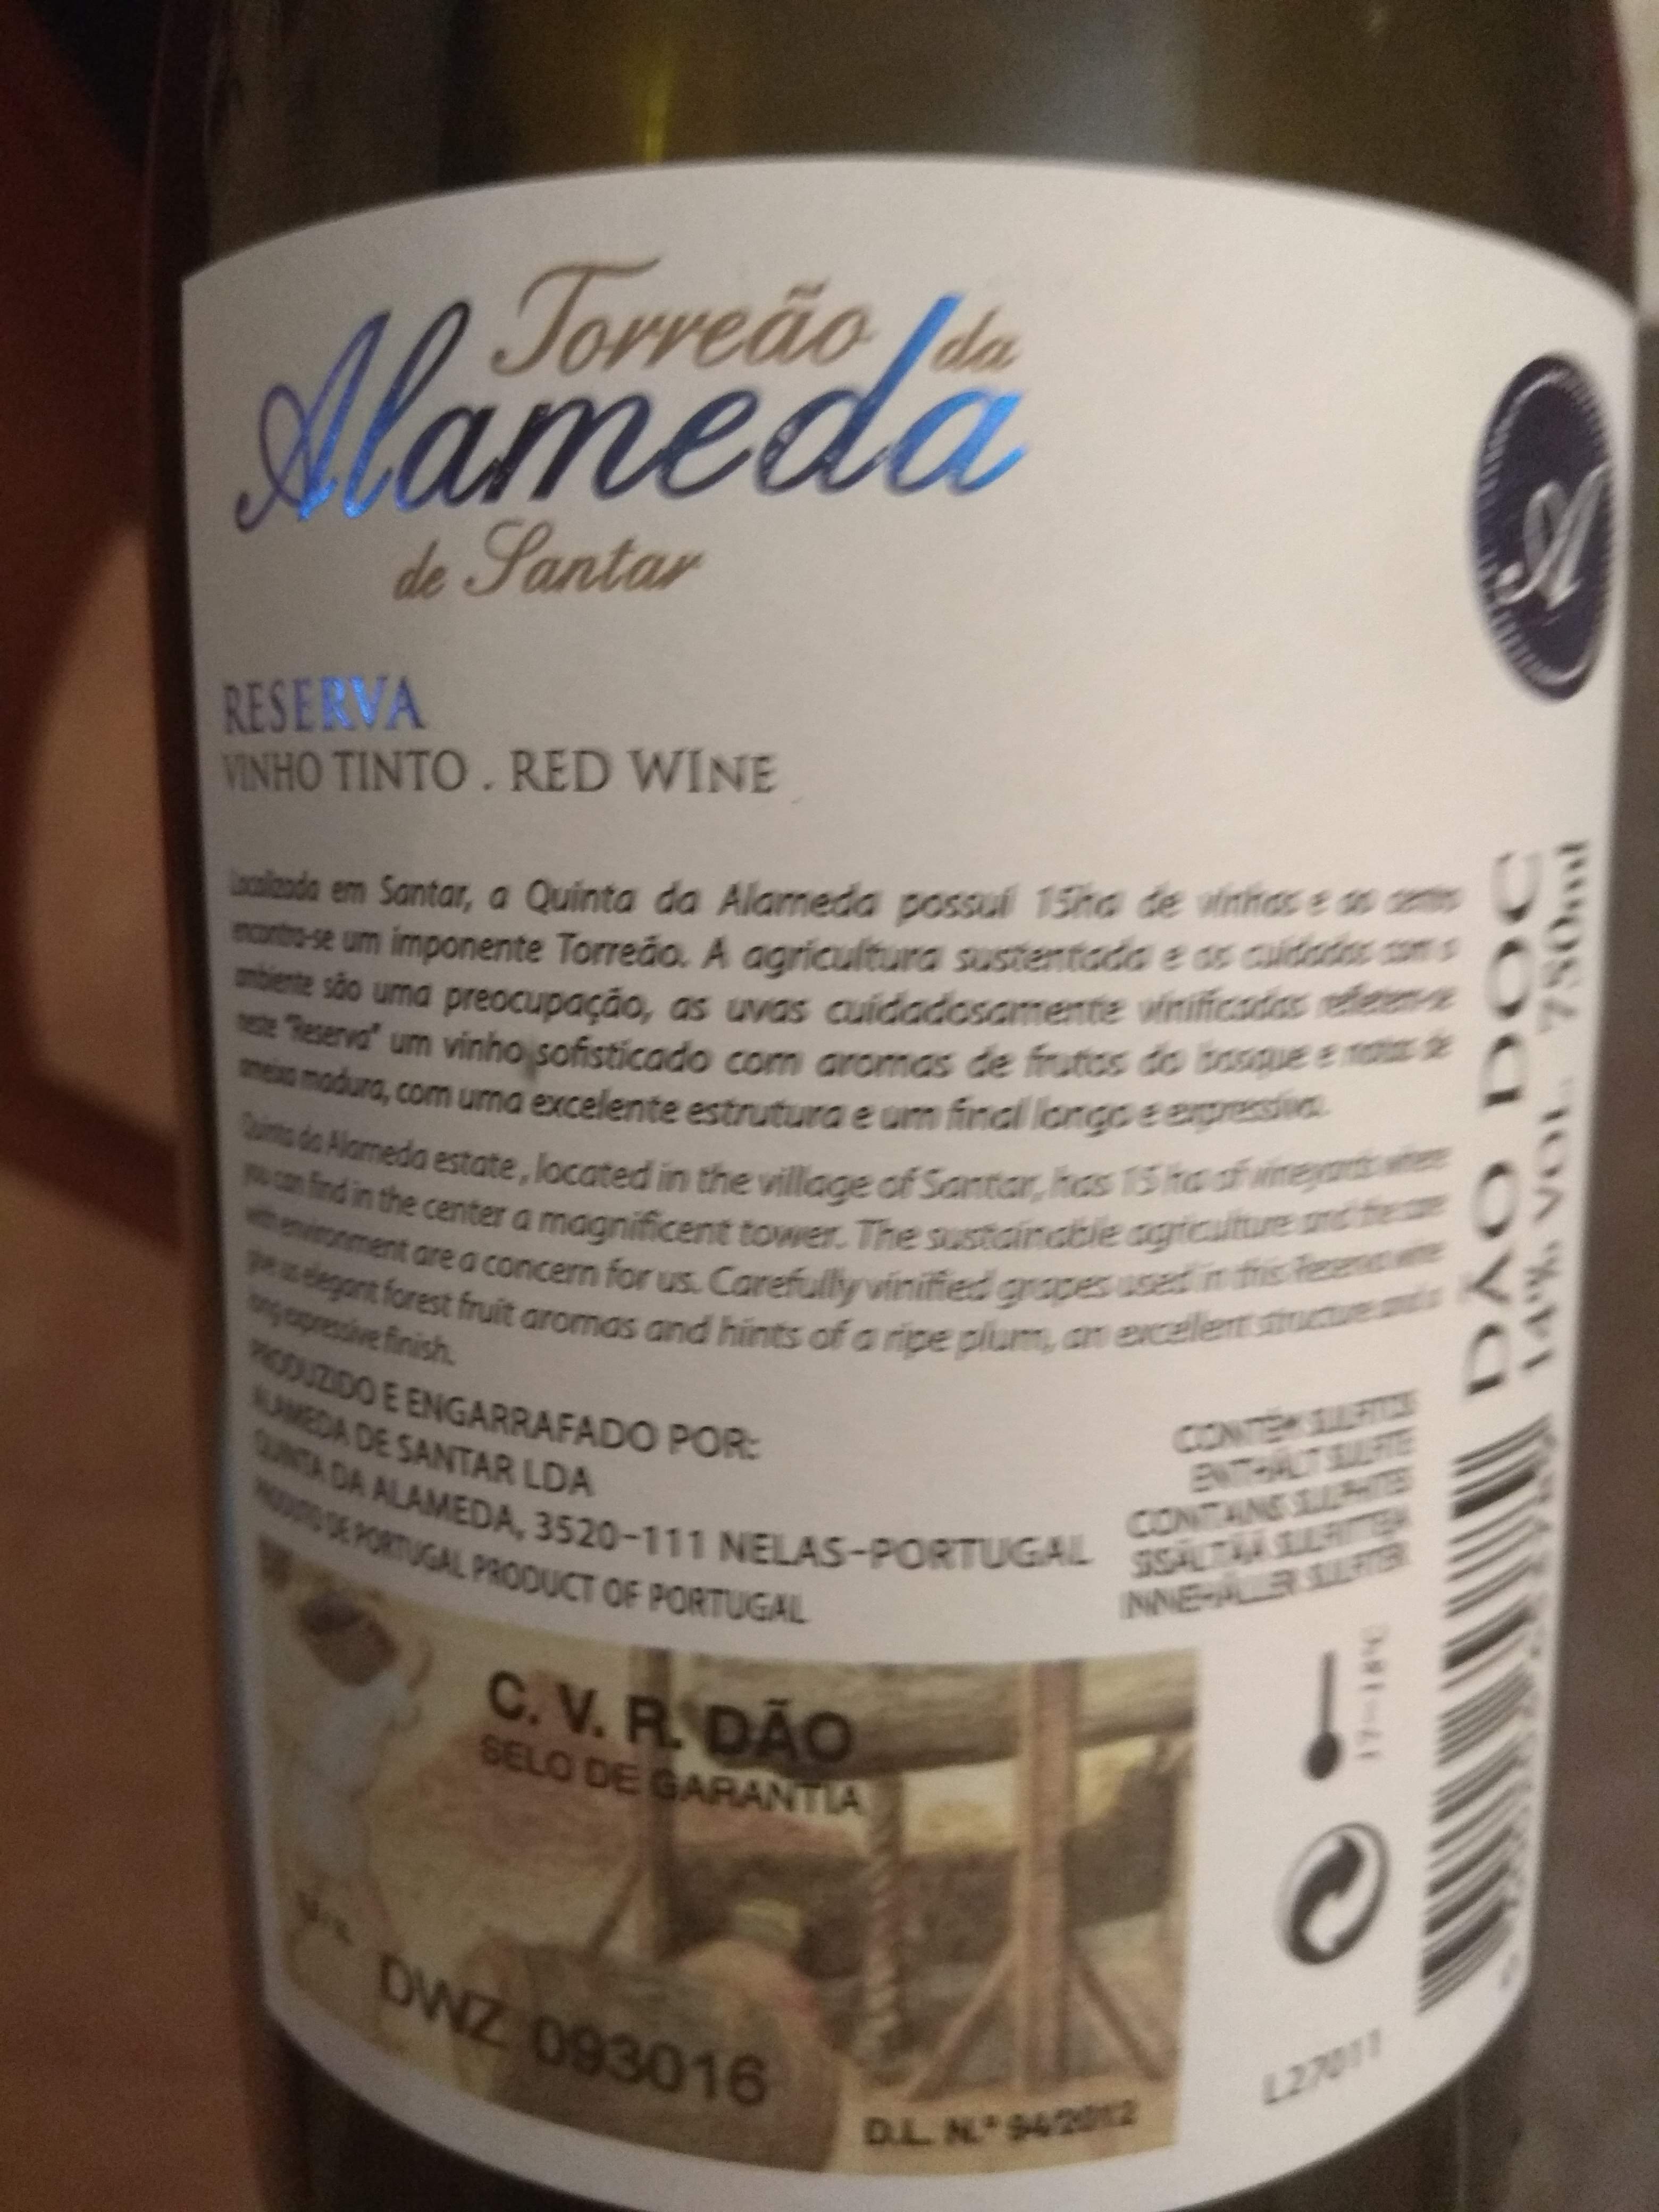 Torreão da
Alameda
de Santar
A
RESERVA
VINHO TINTO . RED WINE
Localizada em Santar, a Quinta da Alameda possui 15ha de vinhas e ao centro
encontra-se um imponente Torreão. A agricultura sustentada e os cuidados com o
ambiente são uma preocupação, as uvas cuidadosamente vinificadas refletem-se
neste "Reserva" um vinho sofisticado com aromas de frutos do bosque e notas de
ameixa madura, com uma excelente estrutura e um final longo e expressivo.
Quinta da Alameda estate, located in the village of Santar, has 15 ha of vineyards where
you can find in the center a magnificent tower. The sustainable agriculture and the care
with environment are a concern for us. Carefully vinified grapes used in this Reserva wine
give us elegant forest fruit aromas and hints of a ripe plum, an excellent structure and a
long expressive finish.
PRODUZIDO E ENGARRAFADO POR:
ALAMEDA DE SANTAR LDA
QUINTA DA ALAMEDA, 3520-111 NELAS-PORTUGAL
PRODUTO DE PORTUGAL PRODUCT OF PORTUGAL
CONTÉM SULFITOS
ENTHÄLT SULFITE
CONTAINS SULPHITES
SISÄLTÄÄ SULFIITTEJA
INNEHÅLLER SULFITER
DÃO DOC
14% VOL. 750ml
17-18°C
C. V. R. DÃO
SELO DE GARANTIA
DWZ 093016
D.L. N.º 94/2012
L27011